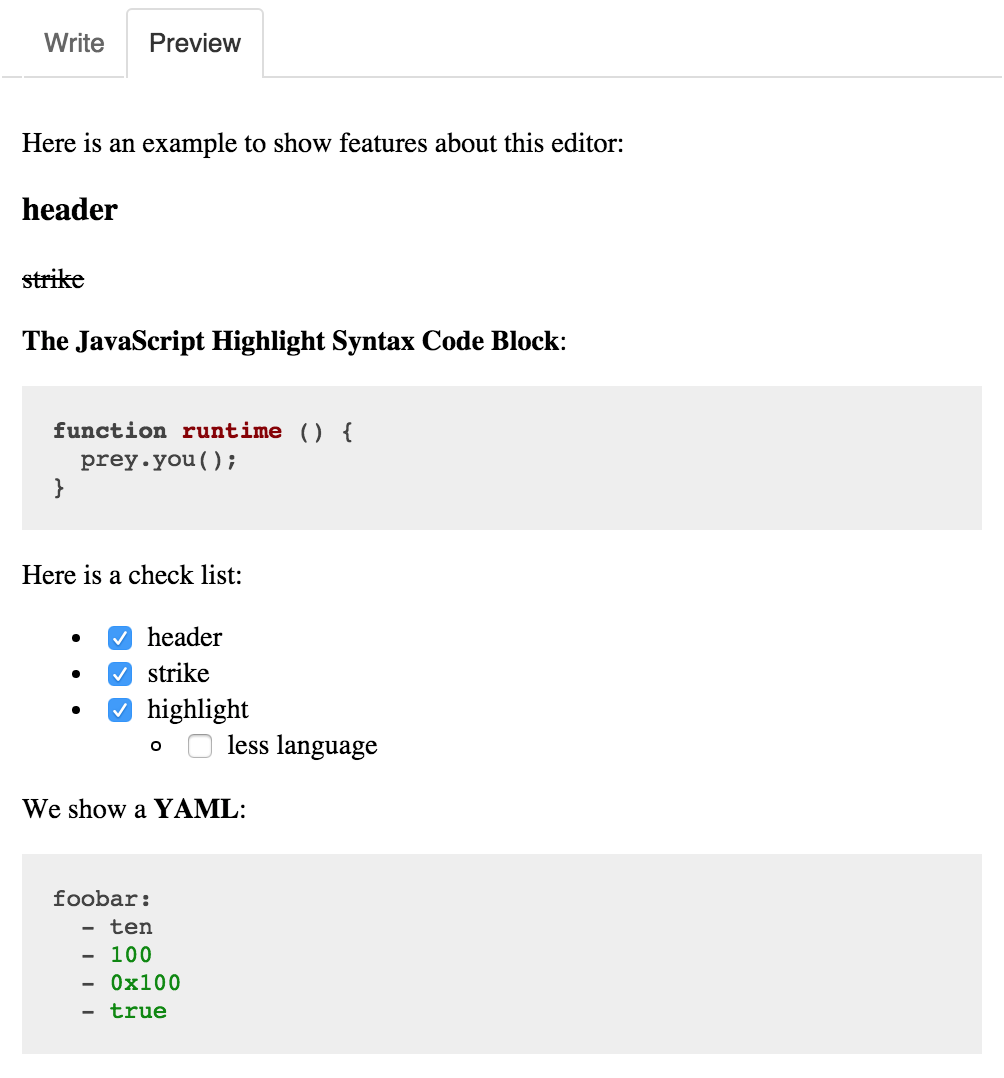 Write Preview
Here is an example to show features about this editor:
header
strike
The JavaScript Highlight Syntax Code Block:
function runtime () {
  prey.you();
}
Here is a check list:
header
strike
highlight
less language
We show a YAML:
foobar:
  - ten
  - 100
  - 0x100
  - true